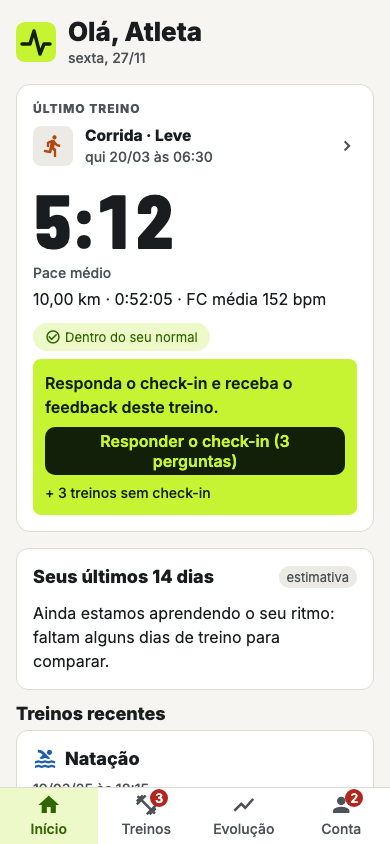 Olá, Atleta
sexta, 27/11
ÚLTIMO TREINO
Corrida · Leve
qui 20/03 às 06:30
5:12
Pace médio
10,00 km · 0:52:05 · FC média 152 bpm
Dentro do seu normal
Responda o check-in e receba o
feedback deste treino.
Responder o check-in (3
perguntas)
+ 3 treinos sem check-in
Seus últimos 14 dias
estimativa
Ainda estamos aprendendo o seu ritmo:
faltam alguns dias de treino para
comparar.
Treinos recentes
Natação
3
2
Início
Treinos
Evolução
Conta